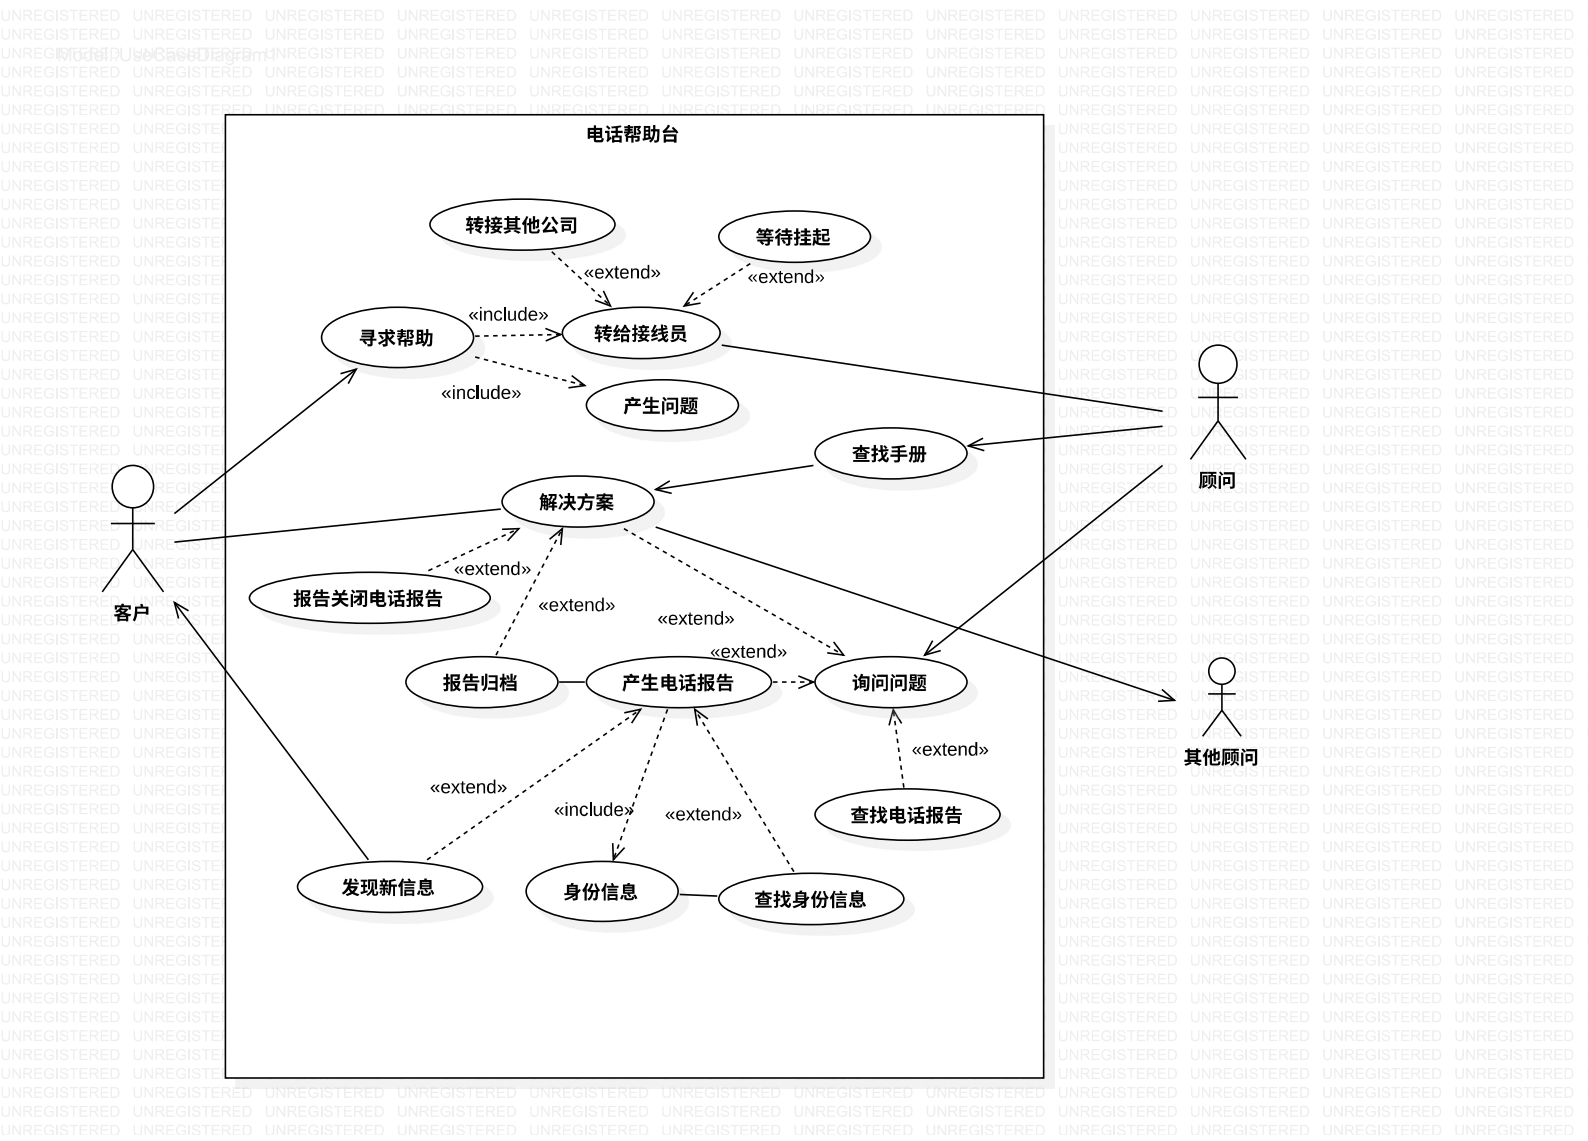 Model::UseCaseDiagram1
电话帮助台
转接其他公司
等待挂起
«extend»
«extend»
«include»
寻求帮助
转给接线员
«include»
产生问题
查找手册
顾问
解决方案
«extend»
报告关闭电话报告
«extend»
客户
«extend»
«extend»
报告归档
产生电话报告
询问问题
«extend»
其他顾问
«extend»
«include»
«extend»
查找电话报告
发现新信息
身份信息
查找身份信息
UNREGISTERED